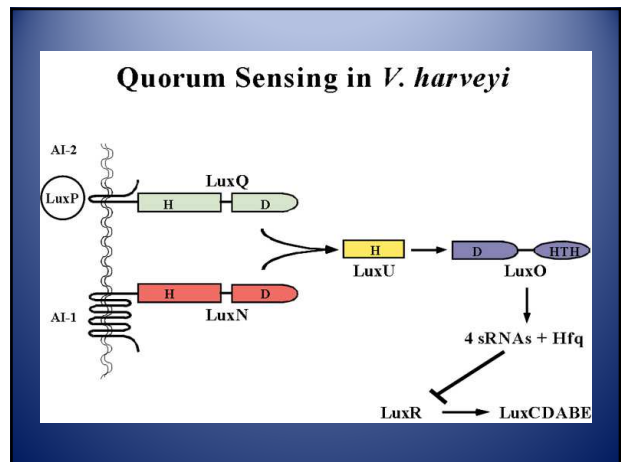 Quorum Sensing in V. harveyi
AI-2
LuxP
LuxQ
H
D
H
LuxU
D
HTH
LuxO
H
D
LuxN
AI-1
4 sRNAs + Hfq
LuxR
LuxCDABE